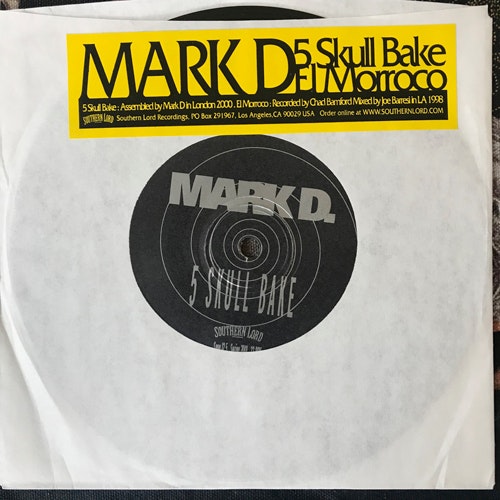 MARK D 5 Skull Bake
El Morroco
5 Skull Bake : Assembled by Mark D in London 2000 . El Morroco : Recorded by Chad Bamford Mixed by Joe Barresi in LA 1998
SOUTHERN LORD Southern Lord Recordings, PO Box 291967, Los Angeles, CA 90029 USA Order online at WWW.SOUTHERNLORD.COM
MARK D.
5 SKULL BAKE
SOUTHERN LORD